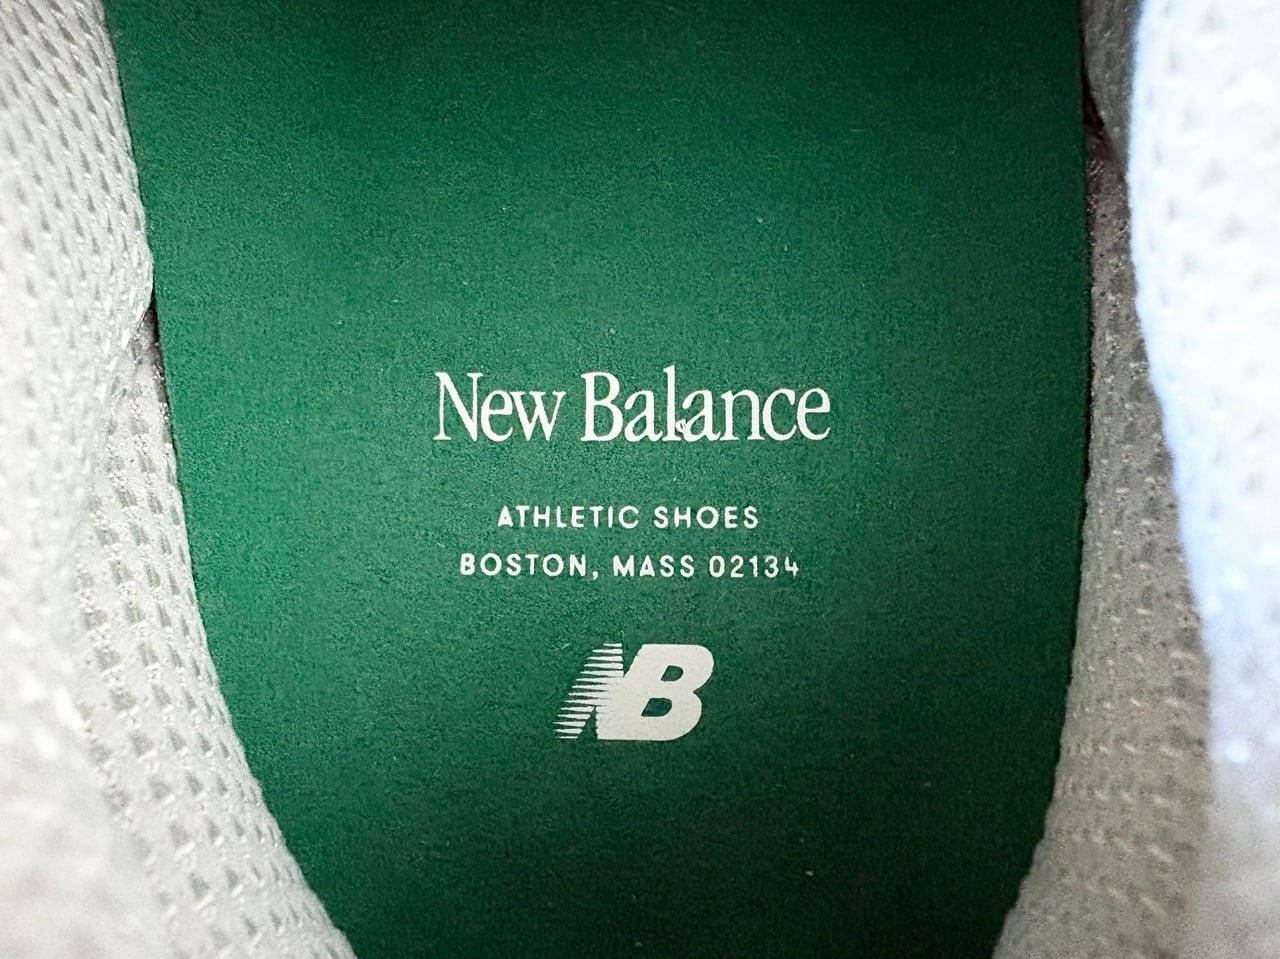 New Balance
ATHLETIC SHOES
BOSTON, MASS 02134
NB